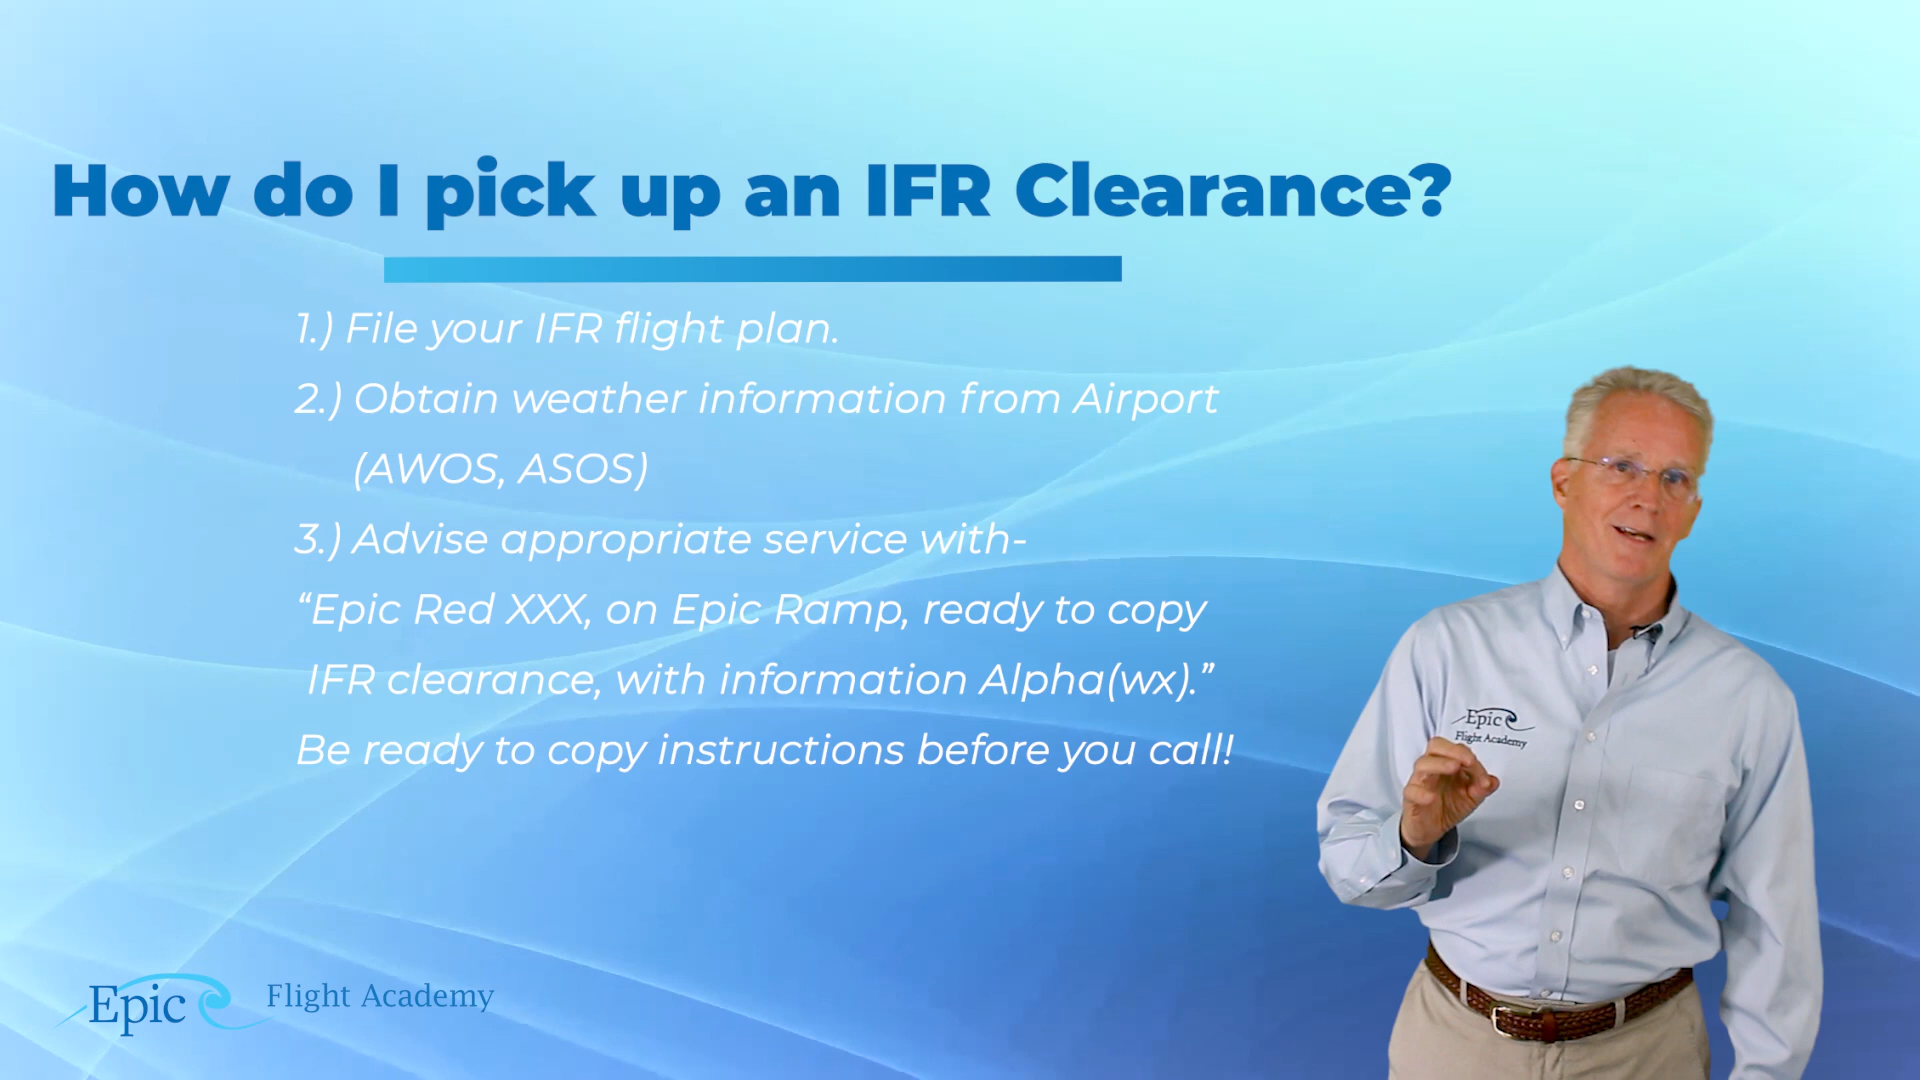 How do I pick up an IFR Clearance?
1.) File your IFR flight plan.
2.) Obtain weather information from Airport
(AWOS, ASOS)
3.) Advise appropriate service with-
“Epic Red XXX, on Epic Ramp, ready to copy
IFR clearance, with information Alpha(wx).”
Be ready to copy instructions before you call!
Epic
Flight Academy
Epic Flight Academy